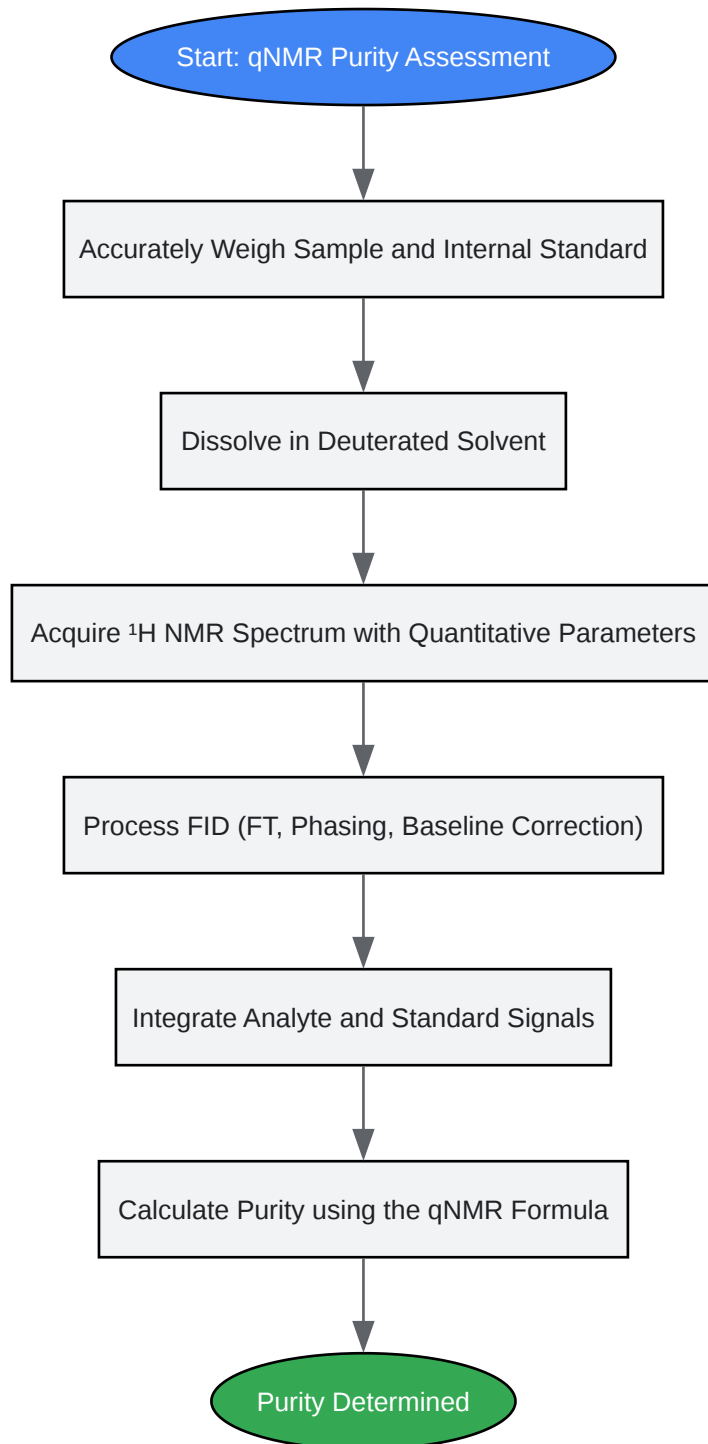 Start: qNMR Purity Assessment
Accurately Weigh Sample and Internal Standard
Dissolve in Deuterated Solvent
Acquire ¹H NMR Spectrum with Quantitative Parameters
Process FID (FT, Phasing, Baseline Correction)
Integrate Analyte and Standard Signals
Calculate Purity using the qNMR Formula
Purity Determined